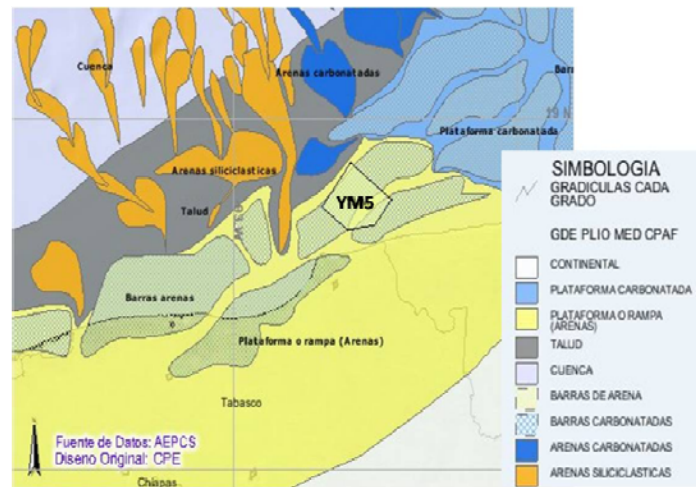 Cuenca
Arenas carbonatadas
Barra
19 N
Plataforma carbonatada
Arenas siliciclasticas
YM5
Talud
93 W
Barras arenas
Plataforma o rampa (Arenas)
Tabasco
Fuente de Datos: AEPCS
Diseno Original: CPE
Chiapas
SIMBOLOGIA
GRADICULAS CADA
GRADO
GDE PLIO MED CPAF
CONTINENTAL
PLATAFORMA CARBONATADA
PLATAFORMA O RAMPA
(ARENAS)
TALUD
CUENCA
BARRAS DE ARENA
BARRAS CARBONATADAS
ARENAS CARBONATADAS
ARENAS SILICICLASTICAS